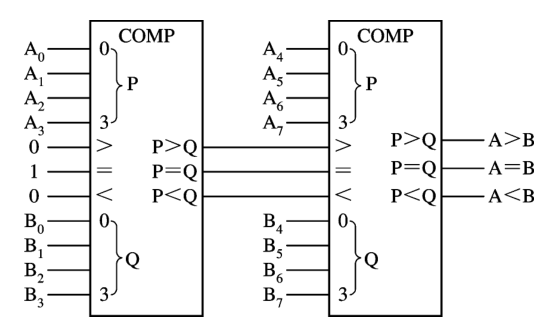 COMP COMP
A0 0 A4 0
A1 P A5 P
A2 A6
A3 3 A7 3
0 > P>Q > P>Q A>B
1 = P=Q = P=Q A=B
0 < P<Q < P<Q A<B
B0 0 B4 0
B1 Q B5 Q
B2 B6
B3 3 B7 3